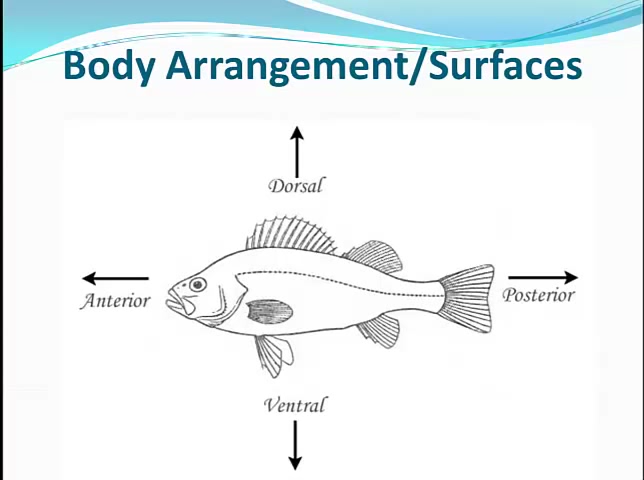 Body Arrangement/Surfaces
Dorsal
Anterior
Posterior
Ventral